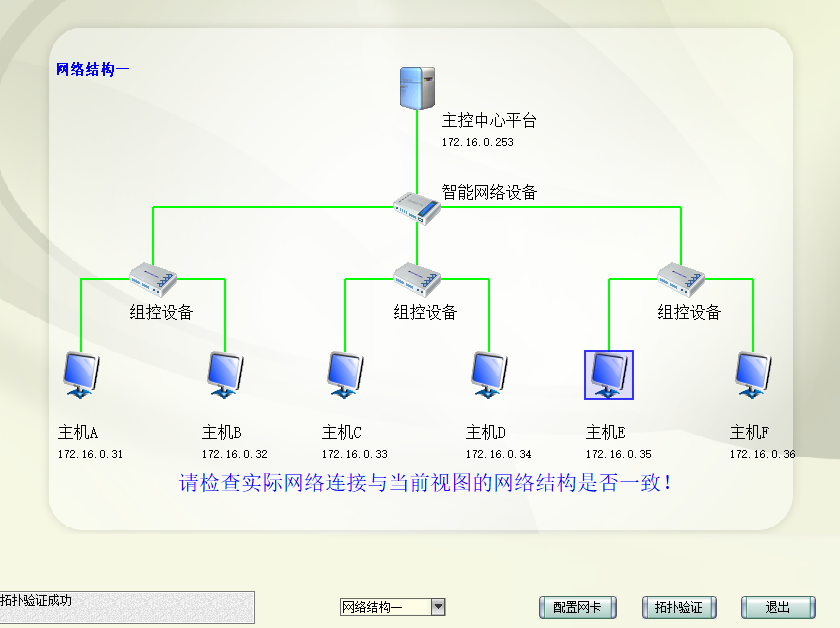 网络结构一
主控中心平台
172.16.0.253
智能网络设备
组控设备
组控设备
组控设备
主机A
主机B
主机C
主机D
主机E
主机F
172.16.0.31
172.16.0.32
172.16.0.33
172.16.0.34
172.16.0.35
172.16.0.36
请检查实际网络连接与当前视图的网络结构是否一致！
拓扑验证成功
网络结构一
配置网卡
拓扑验证
退出